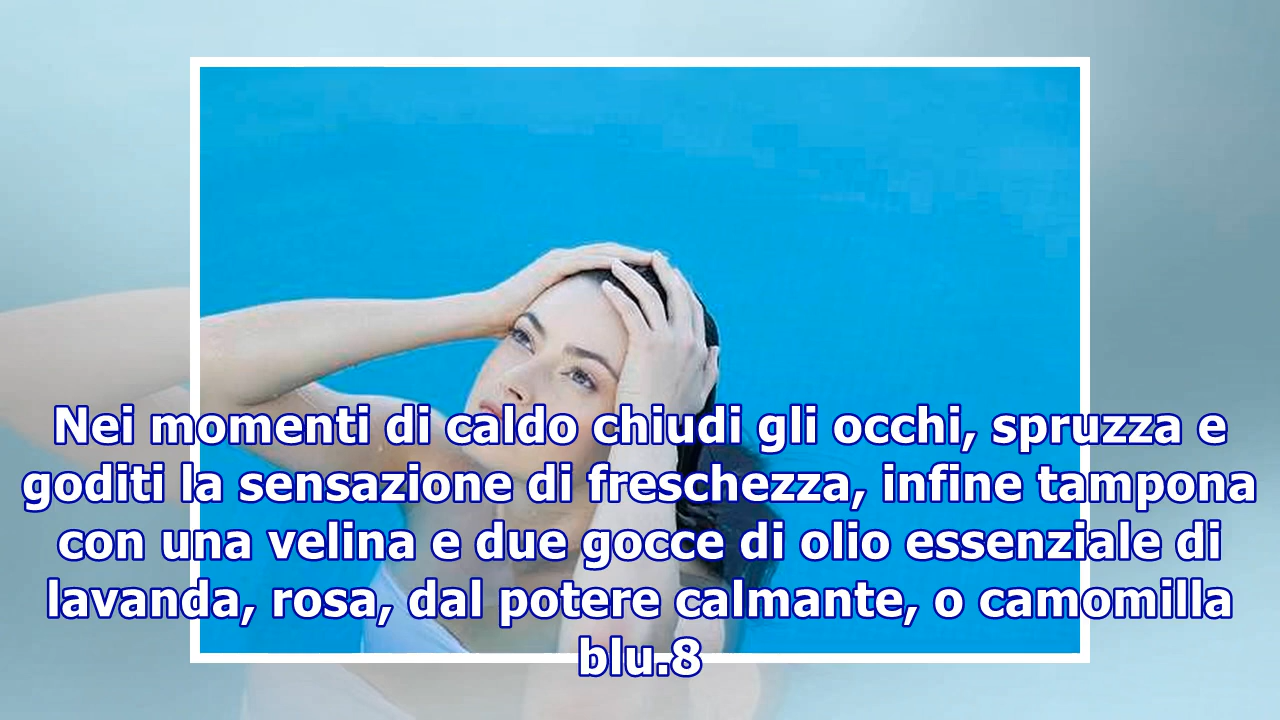 Nei momenti di caldo chiudi gli occhi, spruzza e
goditi la sensazione di freschezza, infine tampona
con una velina e due gocce di olio essenziale di
lavanda, rosa, dal potere calmante, o camomilla
blu.8